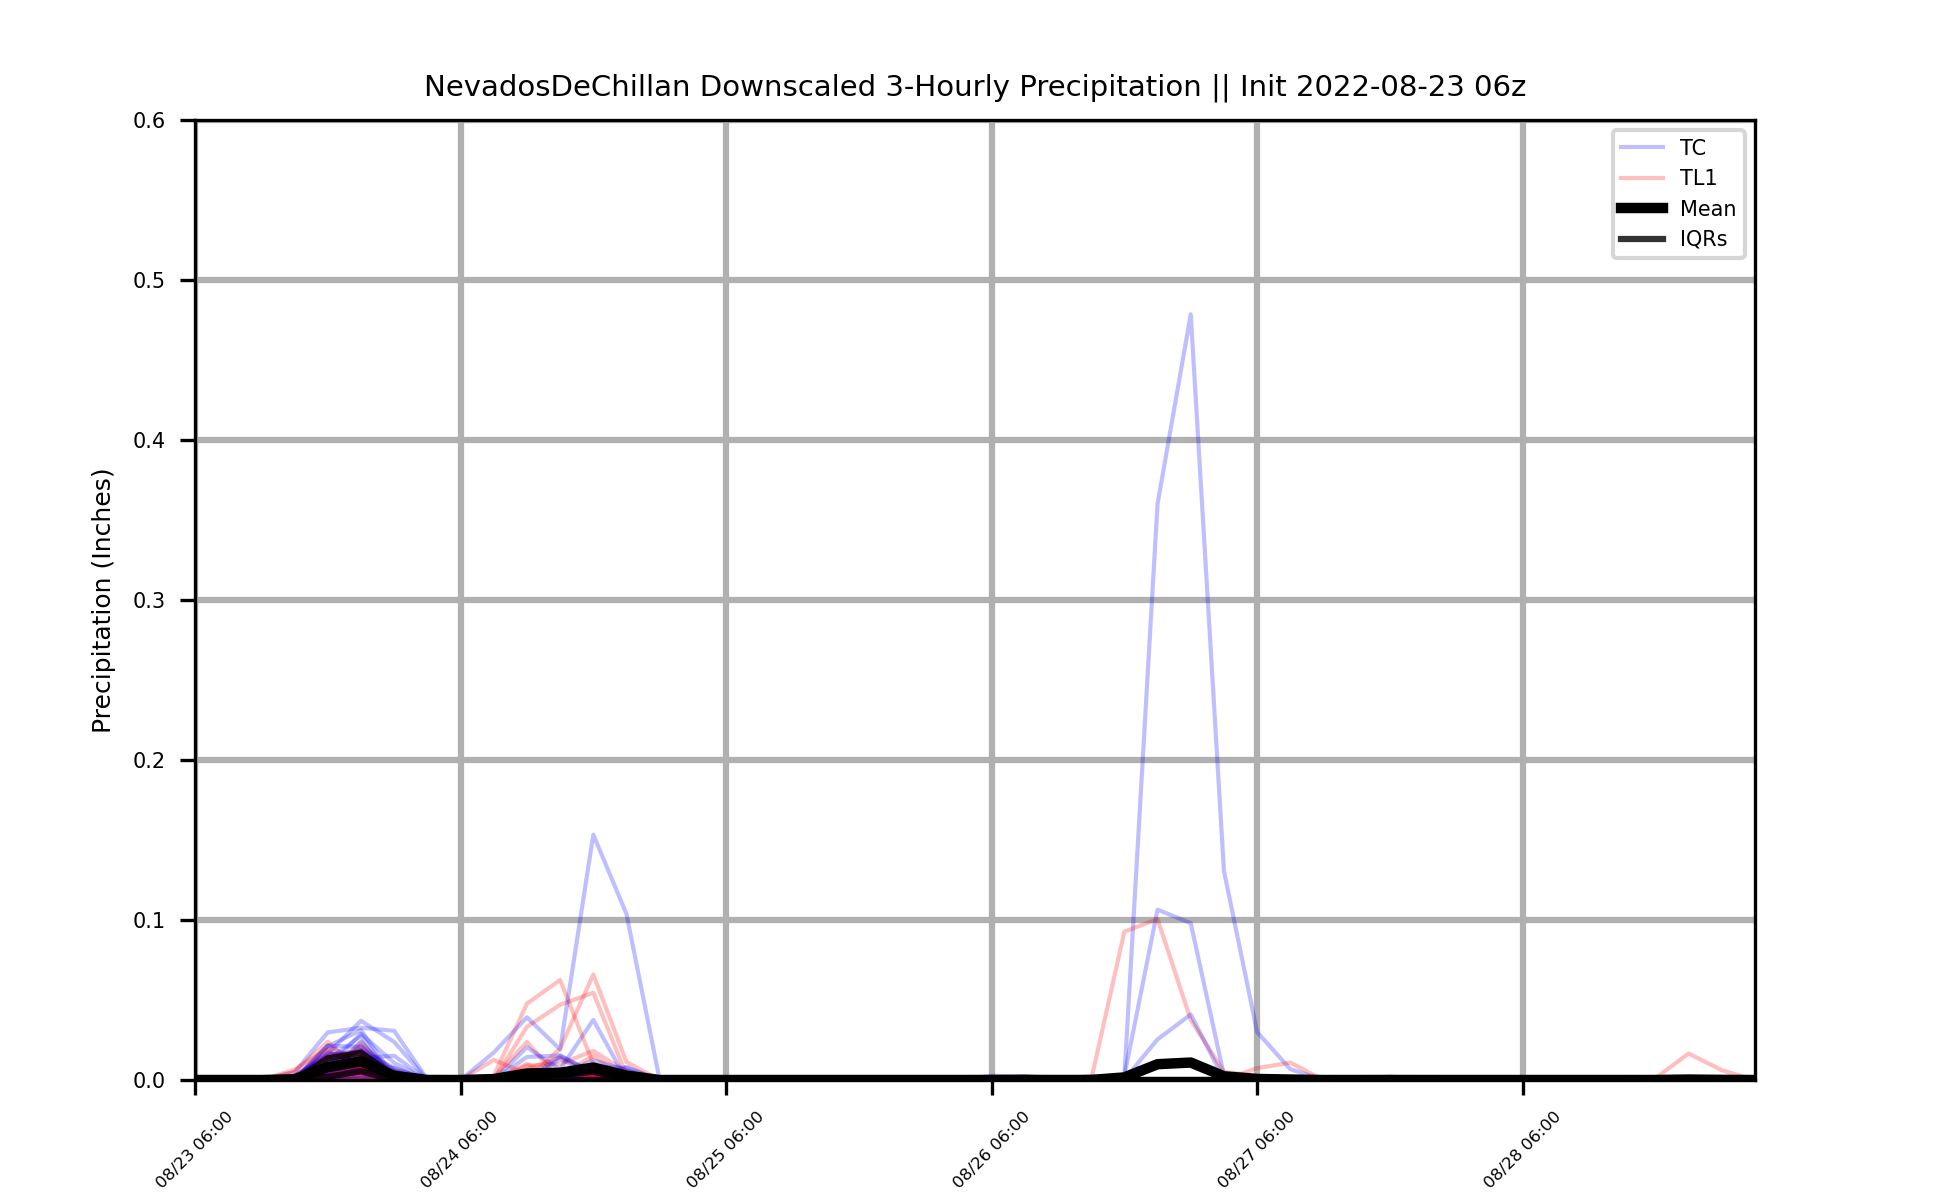 NevadosDeChillan Downscaled 3-Hourly Precipitation || Init 2022-08-23 06z
0.6
0.5
0.4
0.3
0.2
0.1
0.0
Precipitation (Inches)
TC
TL1
Mean
IQRs
08/23 06:00
08/24 06:00
08/25 06:00
08/26 06:00
08/27 06:00
08/28 06:00